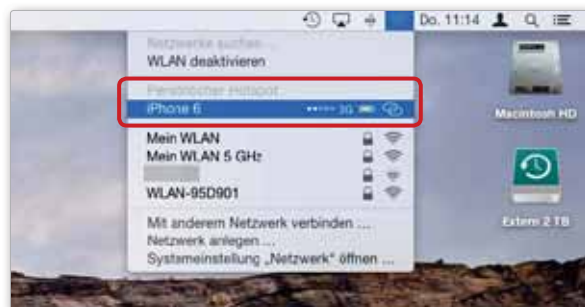 Do. 11:14
Netzwerke suchen ...
WLAN deaktivieren
Persönlicher Hotspot
iPhone 6 3G
Macintosh HD
Mein WLAN
Mein WLAN 5 GHz
WLAN-95D901
Extern 2 TB
Mit anderem Netzwerk verbinden ...
Netzwerk anlegen ...
Systemeinstellung „Netzwerk“ öffnen ...